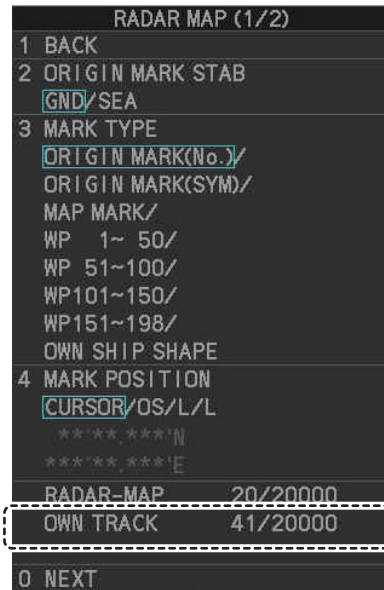 RADAR MAP (1/2)
1 BACK
2 ORIGIN MARK STAB
GND/SEA
3 MARK TYPE
ORIGIN MARK(No.)/
ORIGIN MARK(SYM)/
MAP MARK/
WP 1~ 50/
WP 51~100/
WP101~150/
WP151~198/
OWN SHIP SHAPE
4 MARK POSITION
CURSOR/OS/L/L
**°**.***'N
***°**.***'E
RADAR-MAP 20/20000
OWN TRACK 41/20000
0 NEXT